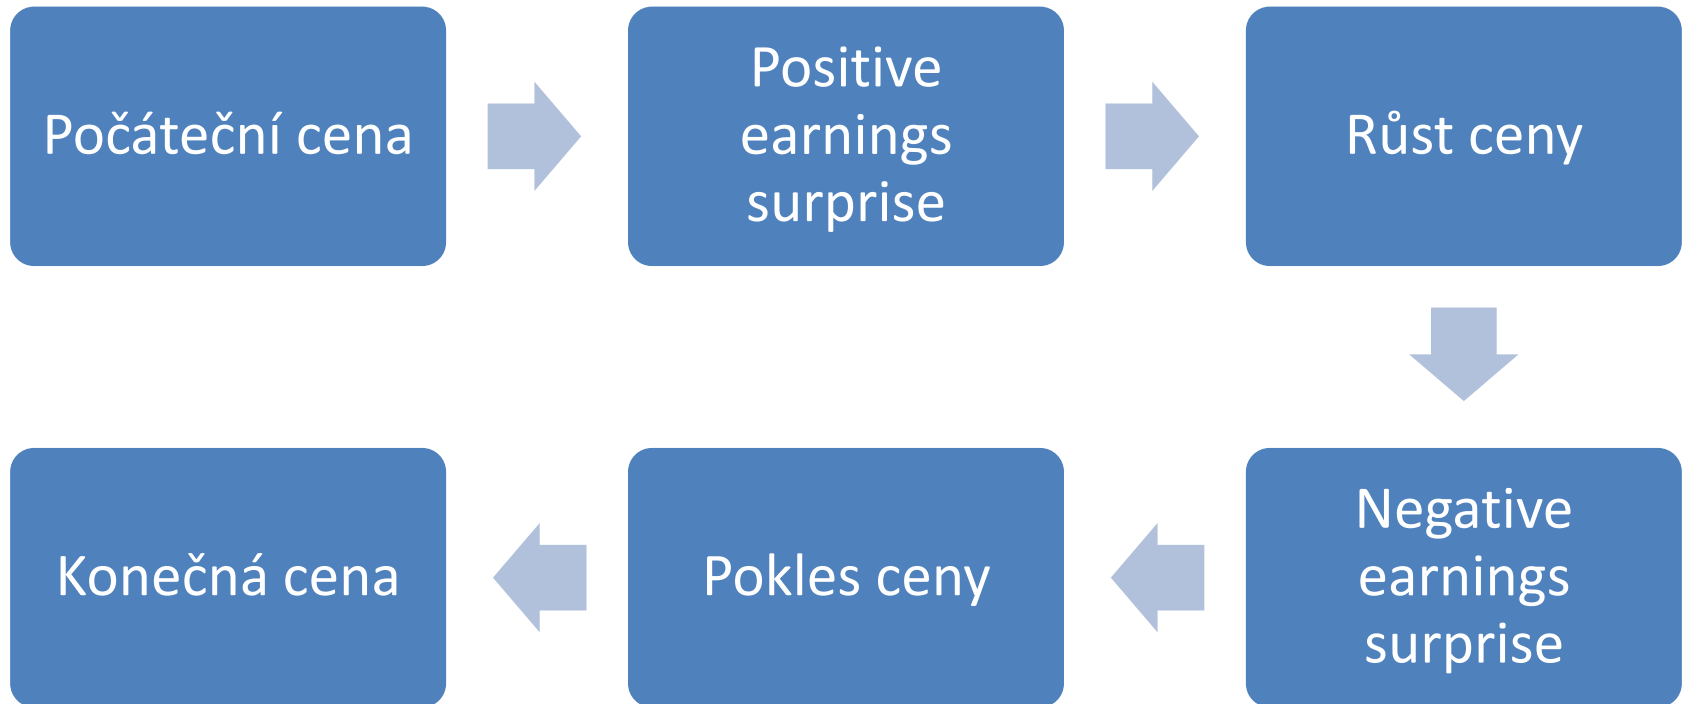 Počáteční cena
Positive
earnings
surprise
Růst ceny
Negative
earnings
surprise
Pokles ceny
Konečná cena